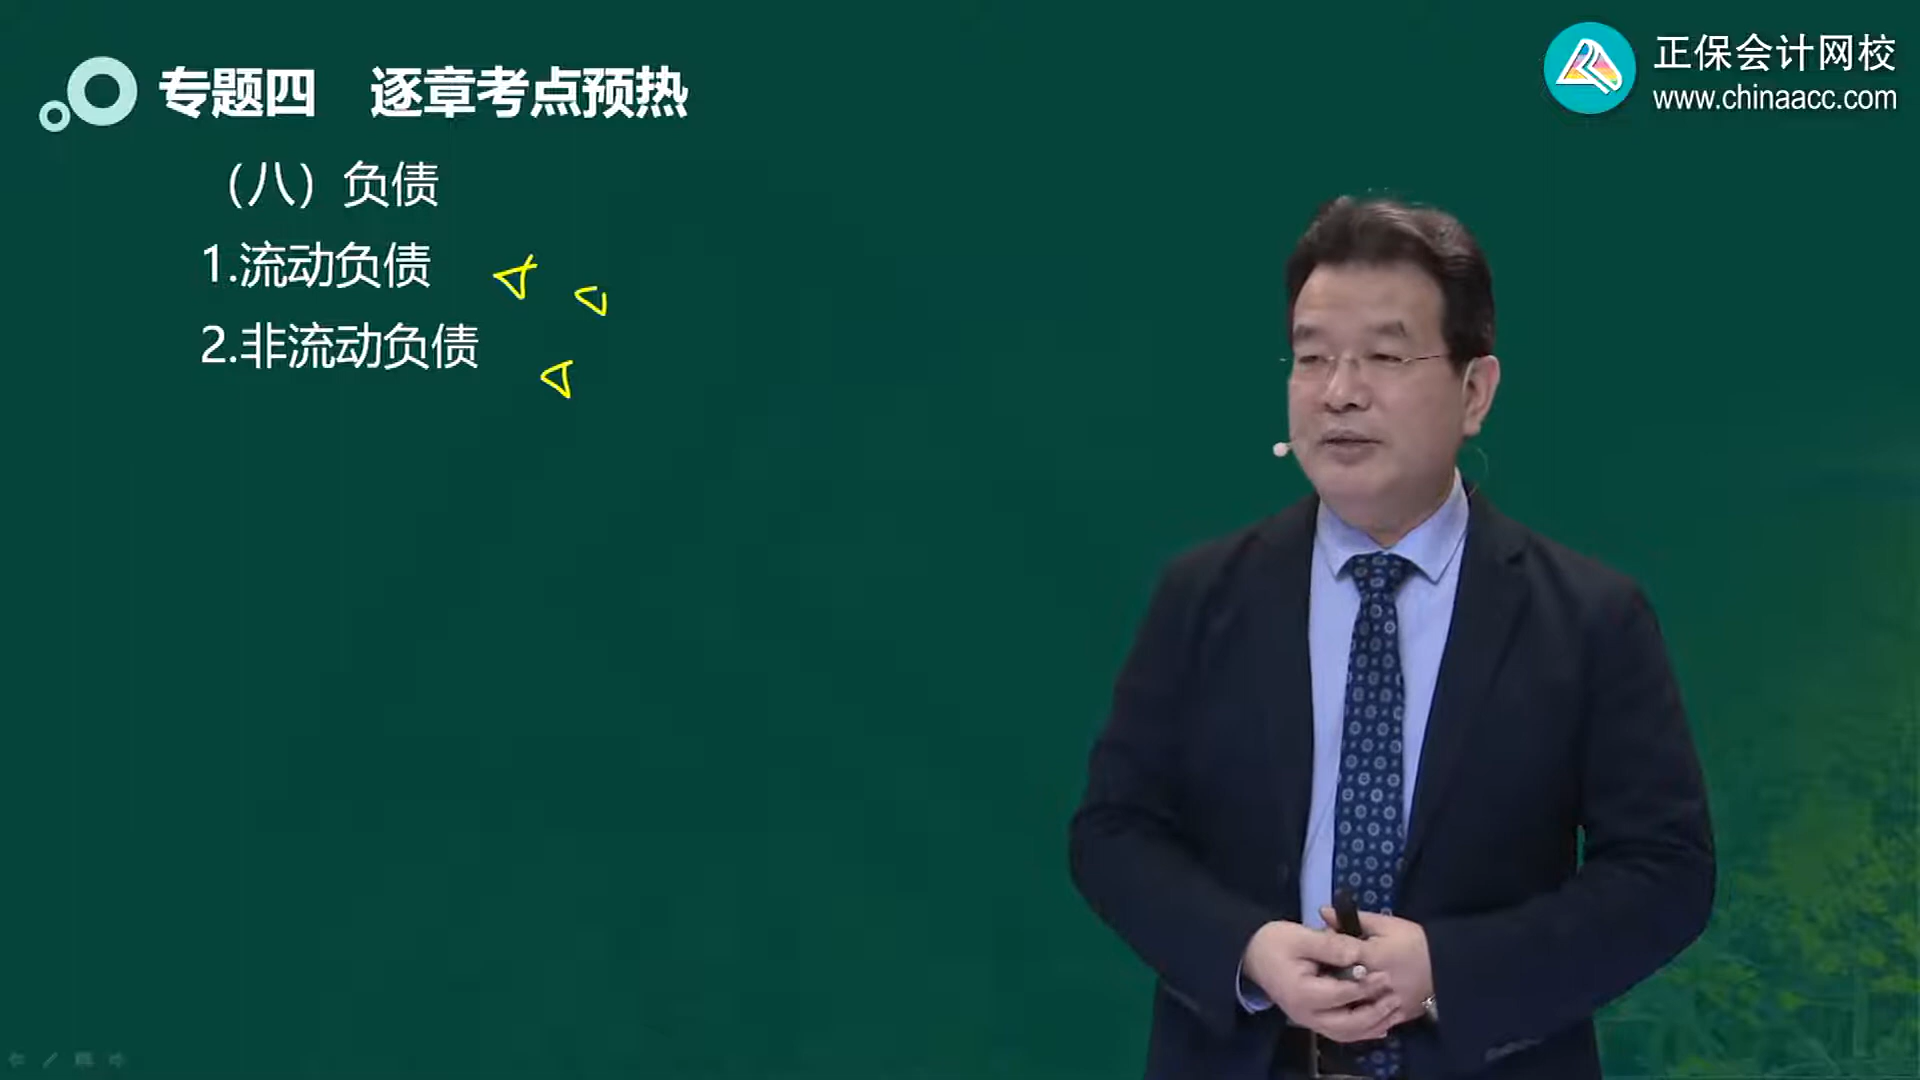 专题四 逐章考点预热
正保会计网校
www.chinaacc.com
（八）负债
1.流动负债
2.非流动负债